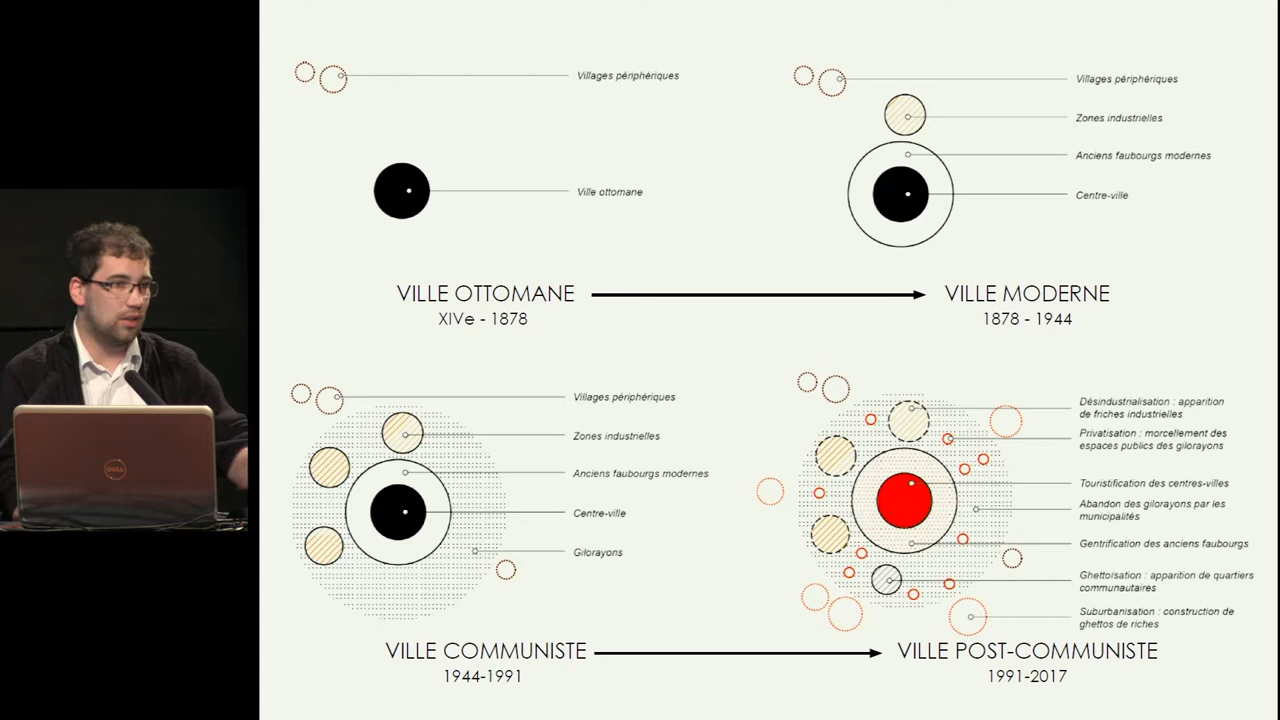 Villages périphériques
Ville ottomane
VILLE OTTOMANE
XIVe - 1878
Villages périphériques
Zones industrielles
Anciens faubourgs modernes
Centre-ville
VILLE MODERNE
1878 - 1944
Villages périphériques
Zones industrielles
Anciens faubourgs modernes
Centre-ville
Gilorayons
VILLE COMMUNISTE
1944-1991
Désindustrialisation : apparition
de friches industrielles
Privatisation : morcellement des
espaces publics des gilorayons
Touristification des centres-villes
Abandon des gilorayons par les
municipalités
Gentrification des anciens faubourgs
Ghettoisation : apparition de quartiers
communautaires
Suburbanisation : construction de
ghettos de riches
VILLE POST-COMMUNISTE
1991-2017
DELL